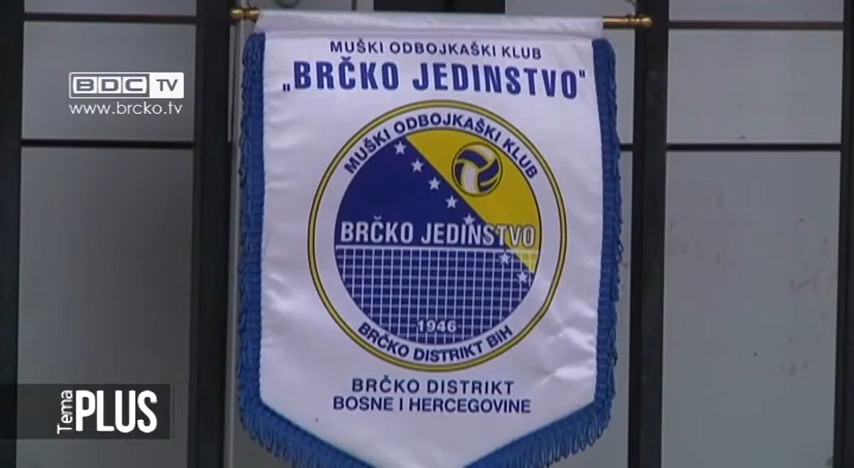 MUŠKI ODBOJKAŠKI KLUB
„BRČKO JEDINSTVO"
BDC TV
www.brcko.tv
MUŠKI ODBOJKAŠKI KLUB
BRČKO JEDINSTVO
1946
BRČKO DISTRIKT BiH
BRČKO DISTRIKT
BOSNE I HERCEGOVINE
Tema
PLUS